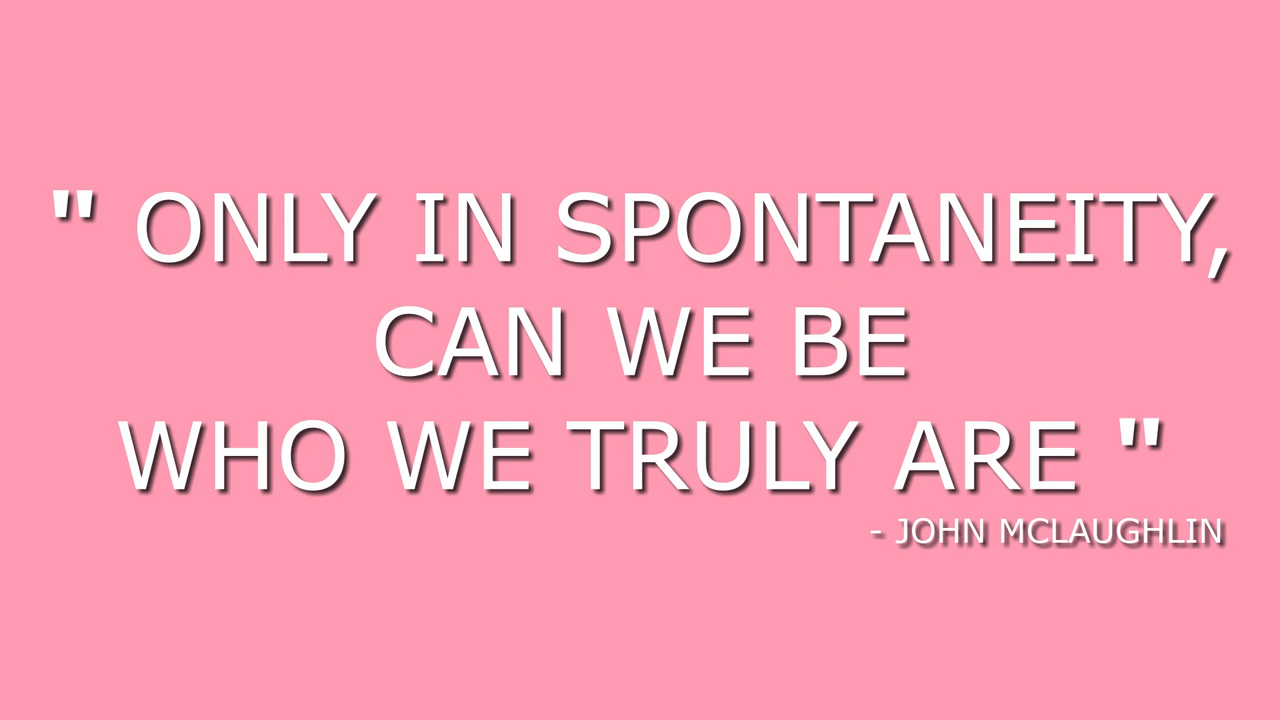 " ONLY IN SPONTANEITY,
CAN WE BE
WHO WE TRULY ARE "
- JOHN MCLAUGHLIN